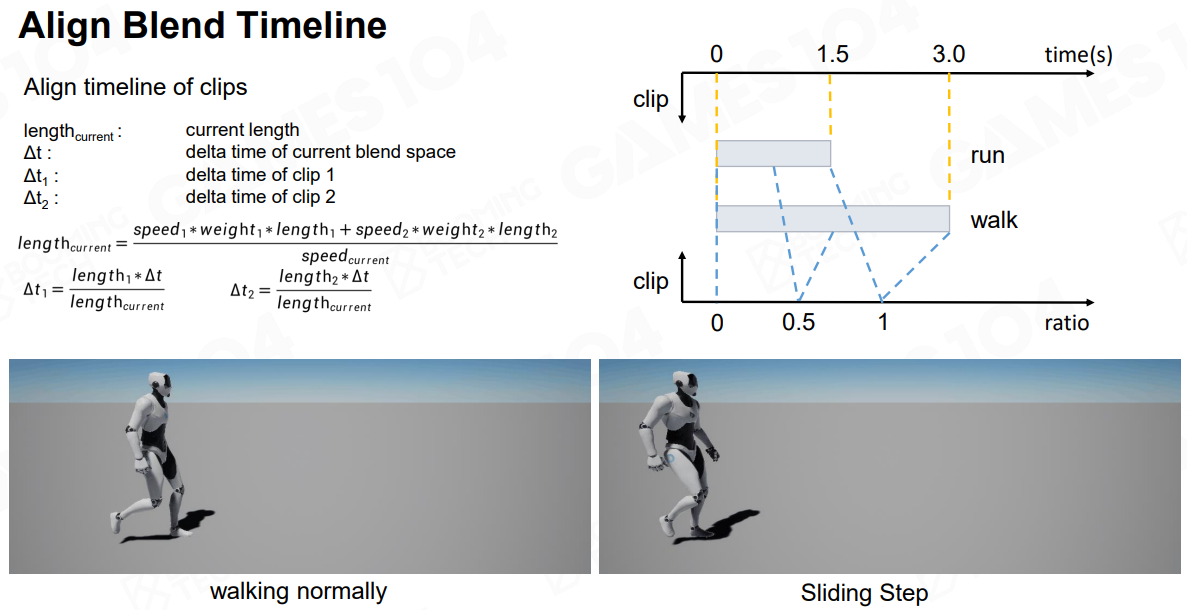 Align Blend Timeline
Align timeline of clips
length_current : current length
Δt : delta time of current blend space
Δt₁ : delta time of clip 1
Δt₂ : delta time of clip 2
length_current = (speed₁ * weight₁ * length₁ + speed₂ * weight₂ * length₂) / speed_current
Δt₁ = (length₁ * Δt) / length_current Δt₂ = (length₂ * Δt) / length_current
0 1.5 3.0 time(s)
clip
run
walk
clip
0 0.5 1 ratio
walking normally
Sliding Step
GAMES104